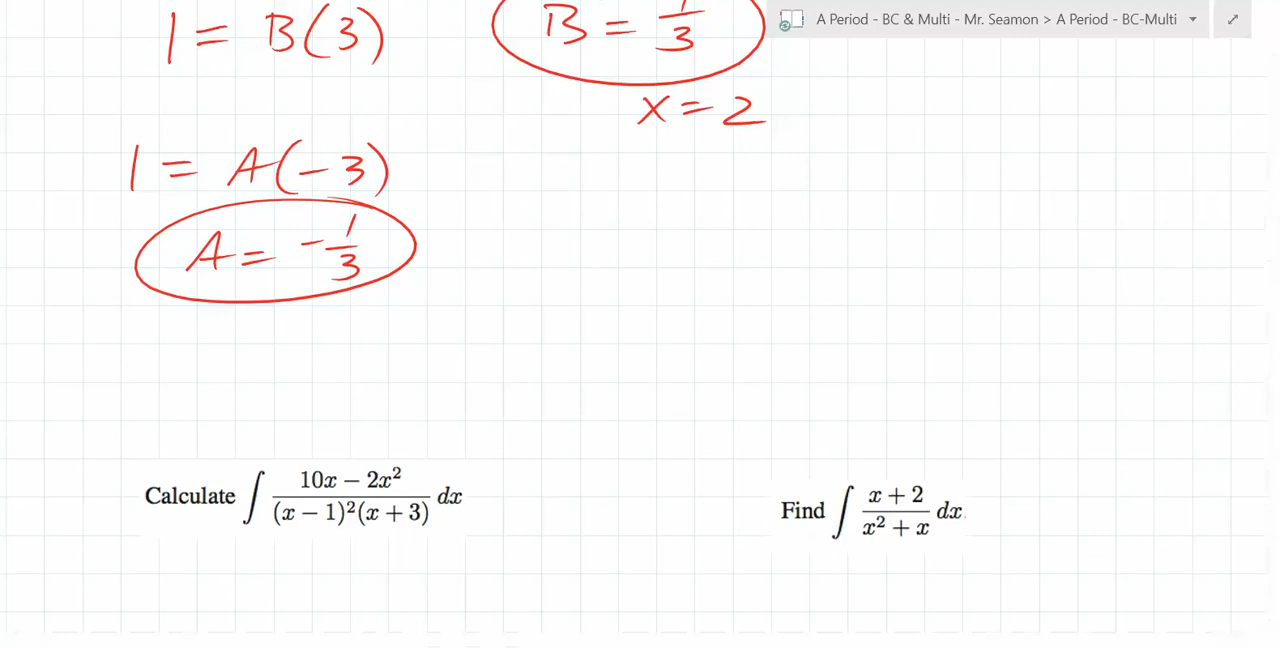 A Period - BC & Multi - Mr. Seamon > A Period - BC-Multi
1 = B(3)
B = 1/3
x = 2
1 = A(-3)
A = -1/3
Calculate ∫ (10x − 2x²)/((x − 1)²(x + 3)) dx
Find ∫ (x + 2)/(x² + x) dx